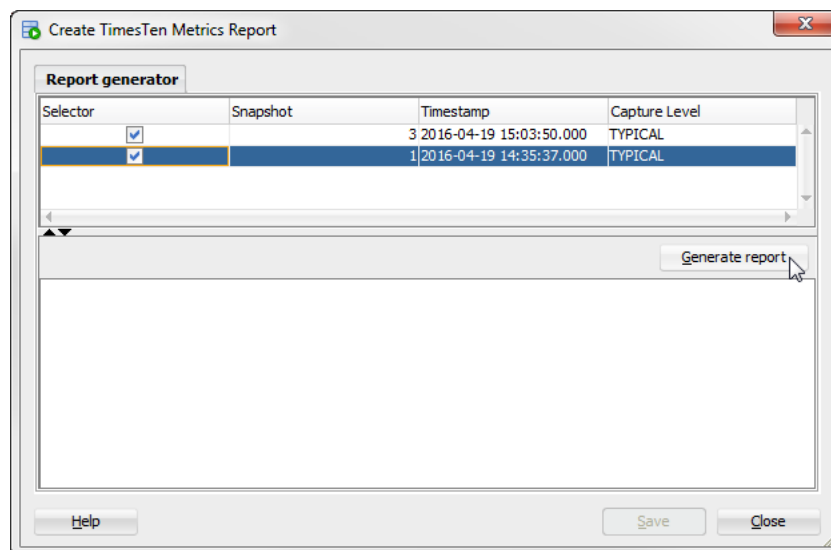 Create TimesTen Metrics Report
Report generator
Selector Snapshot Timestamp Capture Level
3 2016-04-19 15:03:50.000 TYPICAL
1 2016-04-19 14:35:37.000 TYPICAL
Generate report
Help Save Close